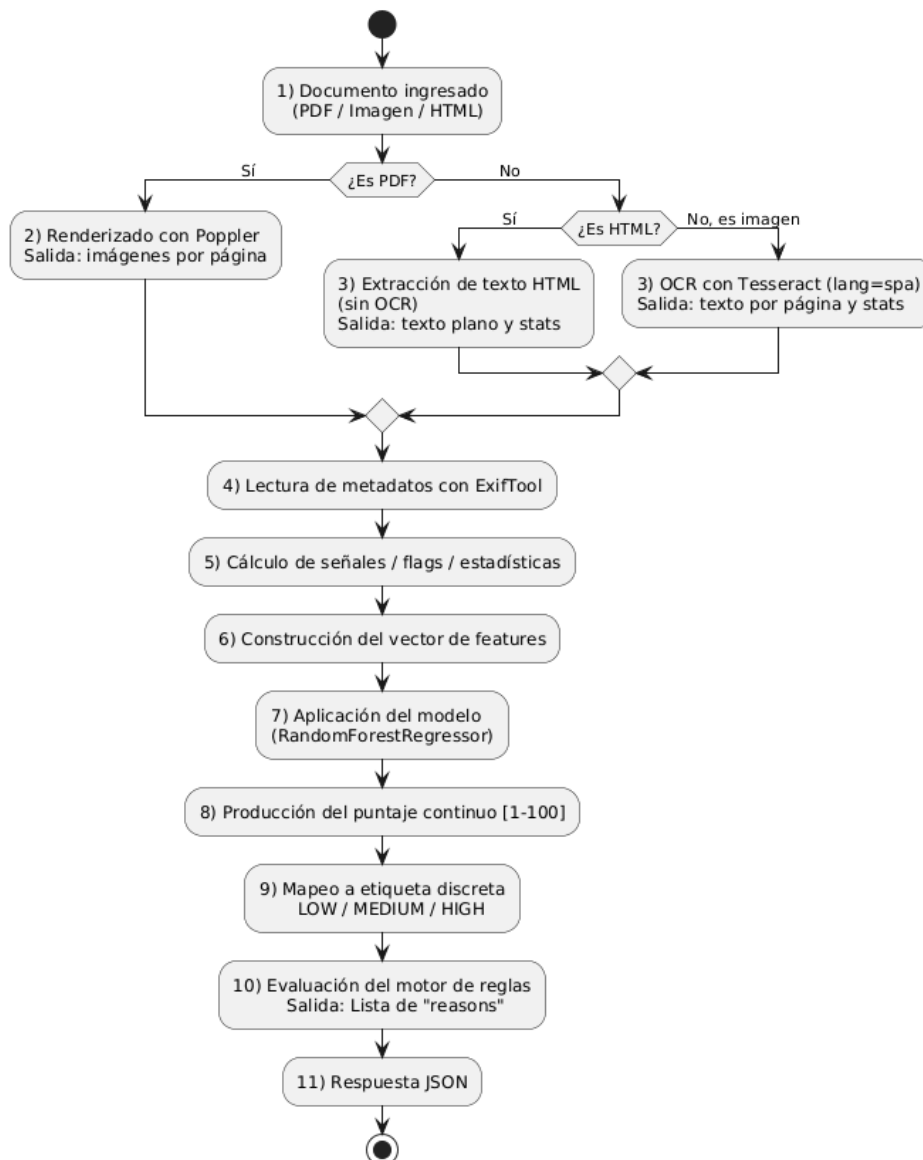 1) Documento ingresado
(PDF / Imagen / HTML)
Sí
¿Es PDF?
No
2) Renderizado con Poppler
Salida: imágenes por página
Sí
¿Es HTML?
No, es imagen
3) Extracción de texto HTML
(sin OCR)
Salida: texto plano y stats
3) OCR con Tesseract (lang=spa)
Salida: texto por página y stats
4) Lectura de metadatos con ExifTool
5) Cálculo de señales / flags / estadísticas
6) Construcción del vector de features
7) Aplicación del modelo
(RandomForestRegressor)
8) Producción del puntaje continuo [1-100]
9) Mapeo a etiqueta discreta
LOW / MEDIUM / HIGH
10) Evaluación del motor de reglas
Salida: Lista de "reasons"
11) Respuesta JSON